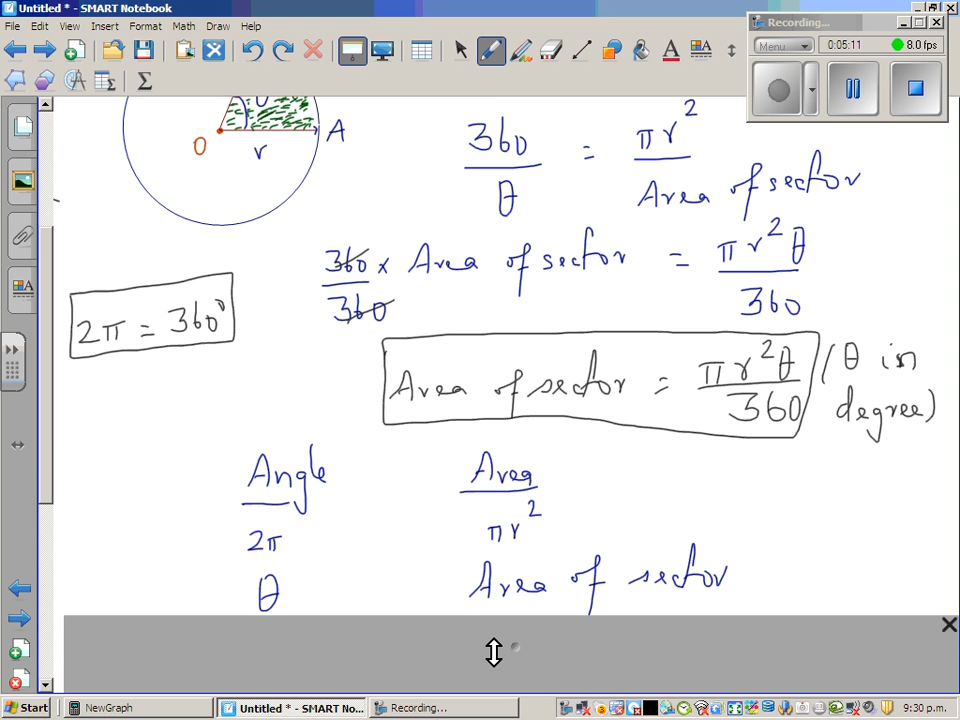 Untitled * - SMART Notebook
File Edit View Insert Format Draw Help
Recording...
Menu 0:05:11 8.0 fps
O r A
360 / θ = πr² / Area of sector
360 × Area of sector / 360 = πr²θ / 360
2π = 360°
Area of sector = πr²θ / 360 (θ in degree)
Angle Area
2π πr²
θ Area of sector
Start NewGraph Untitled * - SMART No... Recording... 9:30 p.m.